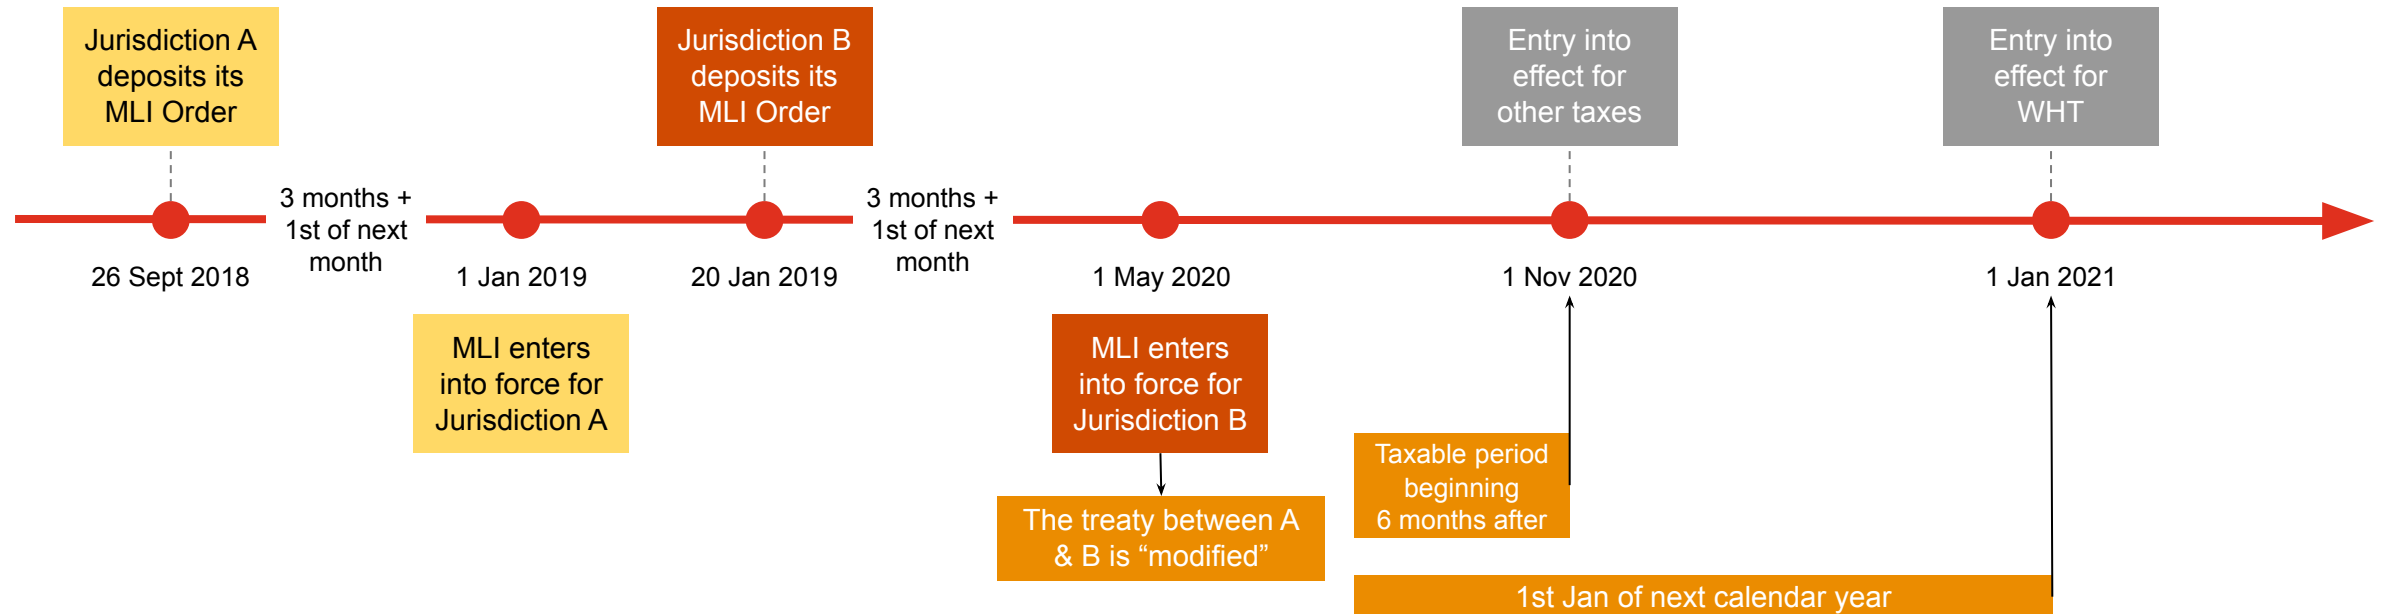 Jurisdiction A
deposits its
MLI Order
Jurisdiction B
deposits its
MLI Order
Entry into
effect for
other taxes
Entry into
effect for
WHT
3 months +
1st of next
month
3 months +
1st of next
month
26 Sept 2018
1 Jan 2019
20 Jan 2019
1 May 2020
1 Nov 2020
1 Jan 2021
MLI enters
into force for
Jurisdiction A
MLI enters
into force for
Jurisdiction B
The treaty between A
& B is “modified”
Taxable period
beginning
6 months after
1st Jan of next calendar year